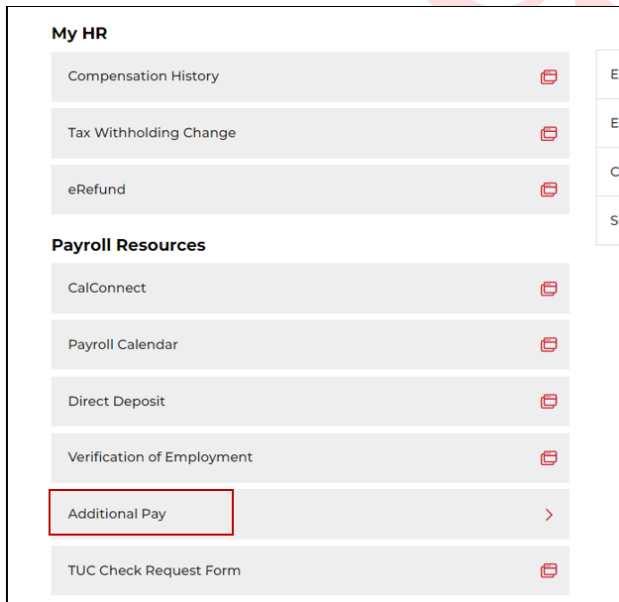 My HR
Compensation History
Tax Withholding Change
eRefund
Payroll Resources
CalConnect
Payroll Calendar
Direct Deposit
Verification of Employment
Additional Pay
TUC Check Request Form
E
E
C